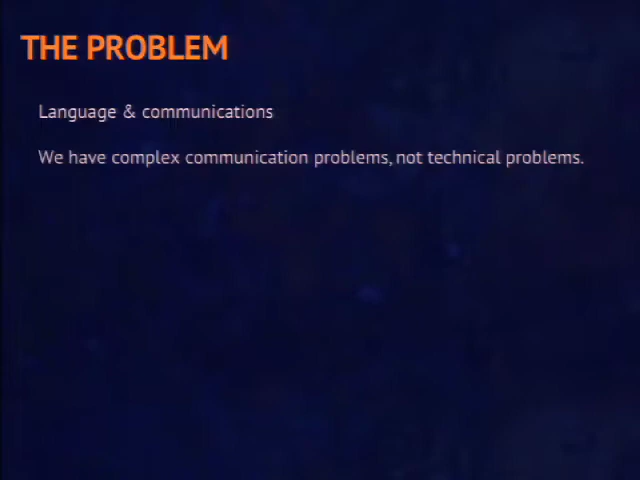 THE PROBLEM
Language & communications
We have complex communication problems, not technical problems.